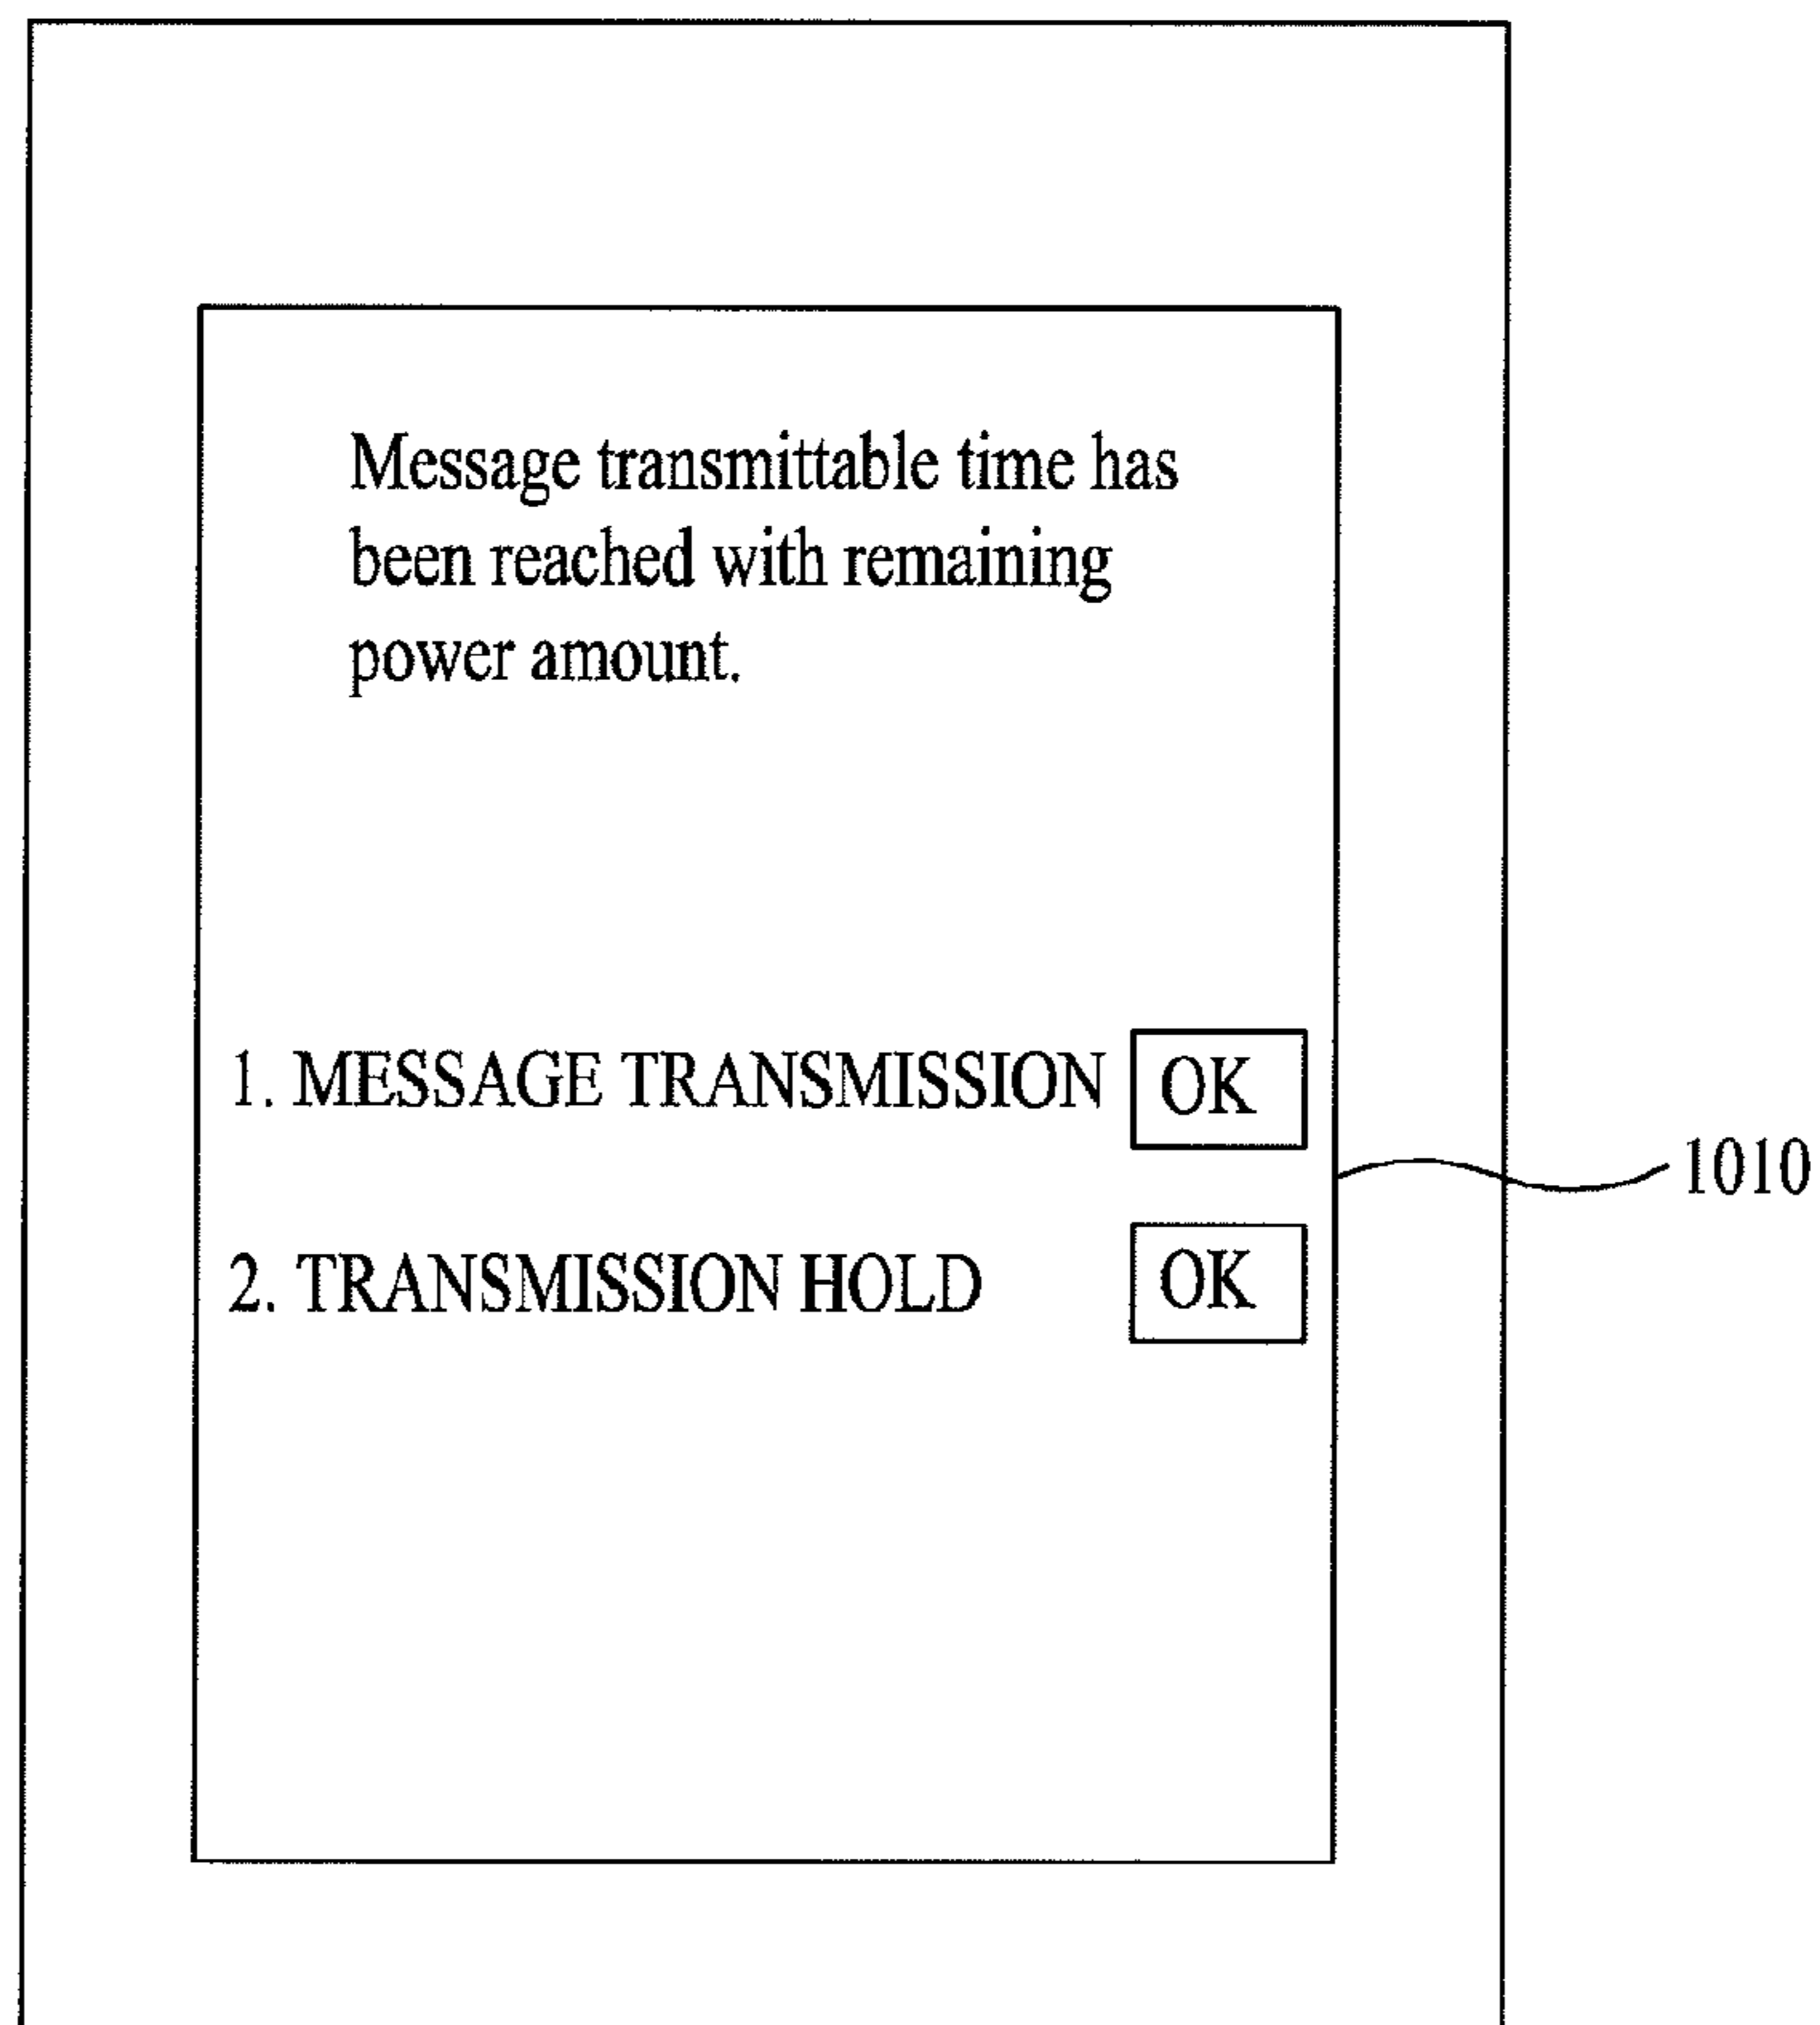 Message transmittable time has
been reached with remaining
power amount.
1. MESSAGE TRANSMISSION OK
1010
2. TRANSMISSION HOLD OK